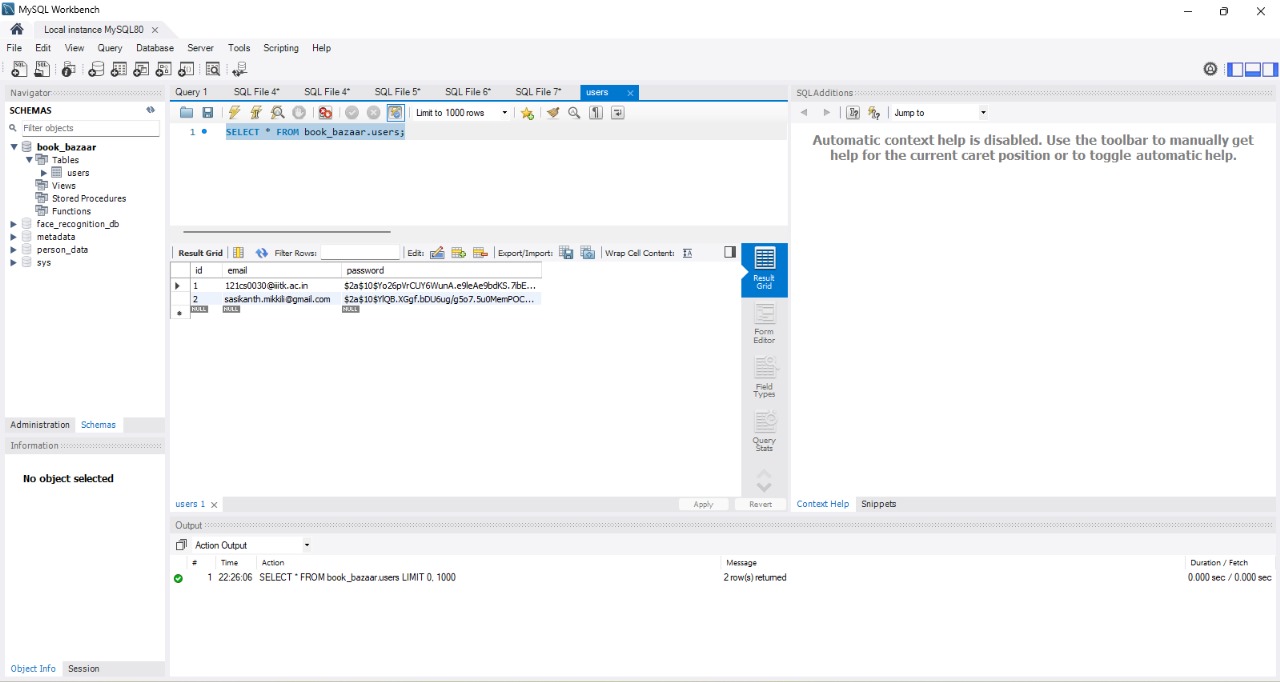 MySQL Workbench
Local instance MySQL80
File Edit View Query Database Server Tools Scripting Help
Navigator
SCHEMAS
Filter objects
book_bazaar
Tables
users
Views
Stored Procedures
Functions
face_recognition_db
metadata
person_data
sys
Administration Schemas
Information
No object selected
Object Info Session
Query 1 SQL File 4* SQL File 4* SQL File 5* SQL File 6* SQL File 7* users
Limit to 1000 rows
1 SELECT * FROM book_bazaar.users;
Result Grid Filter Rows: Edit: Export/Import: Wrap Cell Content:
id email password
1 121cs0030@iiitk.ac.in $2a$10$Yo26pVrCUY6WunA.e9leAe9bdKS.7ibE...
2 sasikanth.mikkili@gmail.com $2a$10$YlQB.XGgf.bDU6ug/g5o7.5u0MemPOC...
NULL NULL NULL
Result Grid
Form Editor
Field Types
Query Stats
users 1 Apply Revert
SQLAdditions
Jump to
Automatic context help is disabled. Use the toolbar to manually get
help for the current caret position or to toggle automatic help.
Context Help Snippets
Output
Action Output
# Time Action Message Duration / Fetch
1 22:26:06 SELECT * FROM book_bazaar.users LIMIT 0, 1000 2 row(s) returned 0.000 sec / 0.000 sec